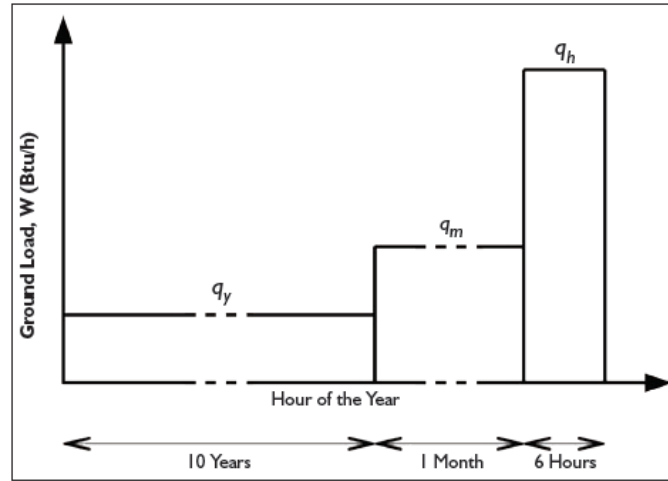 q_h
q_m
q_y
Ground Load, W (Btu/h)
Hour of the Year
10 Years
1 Month
6 Hours